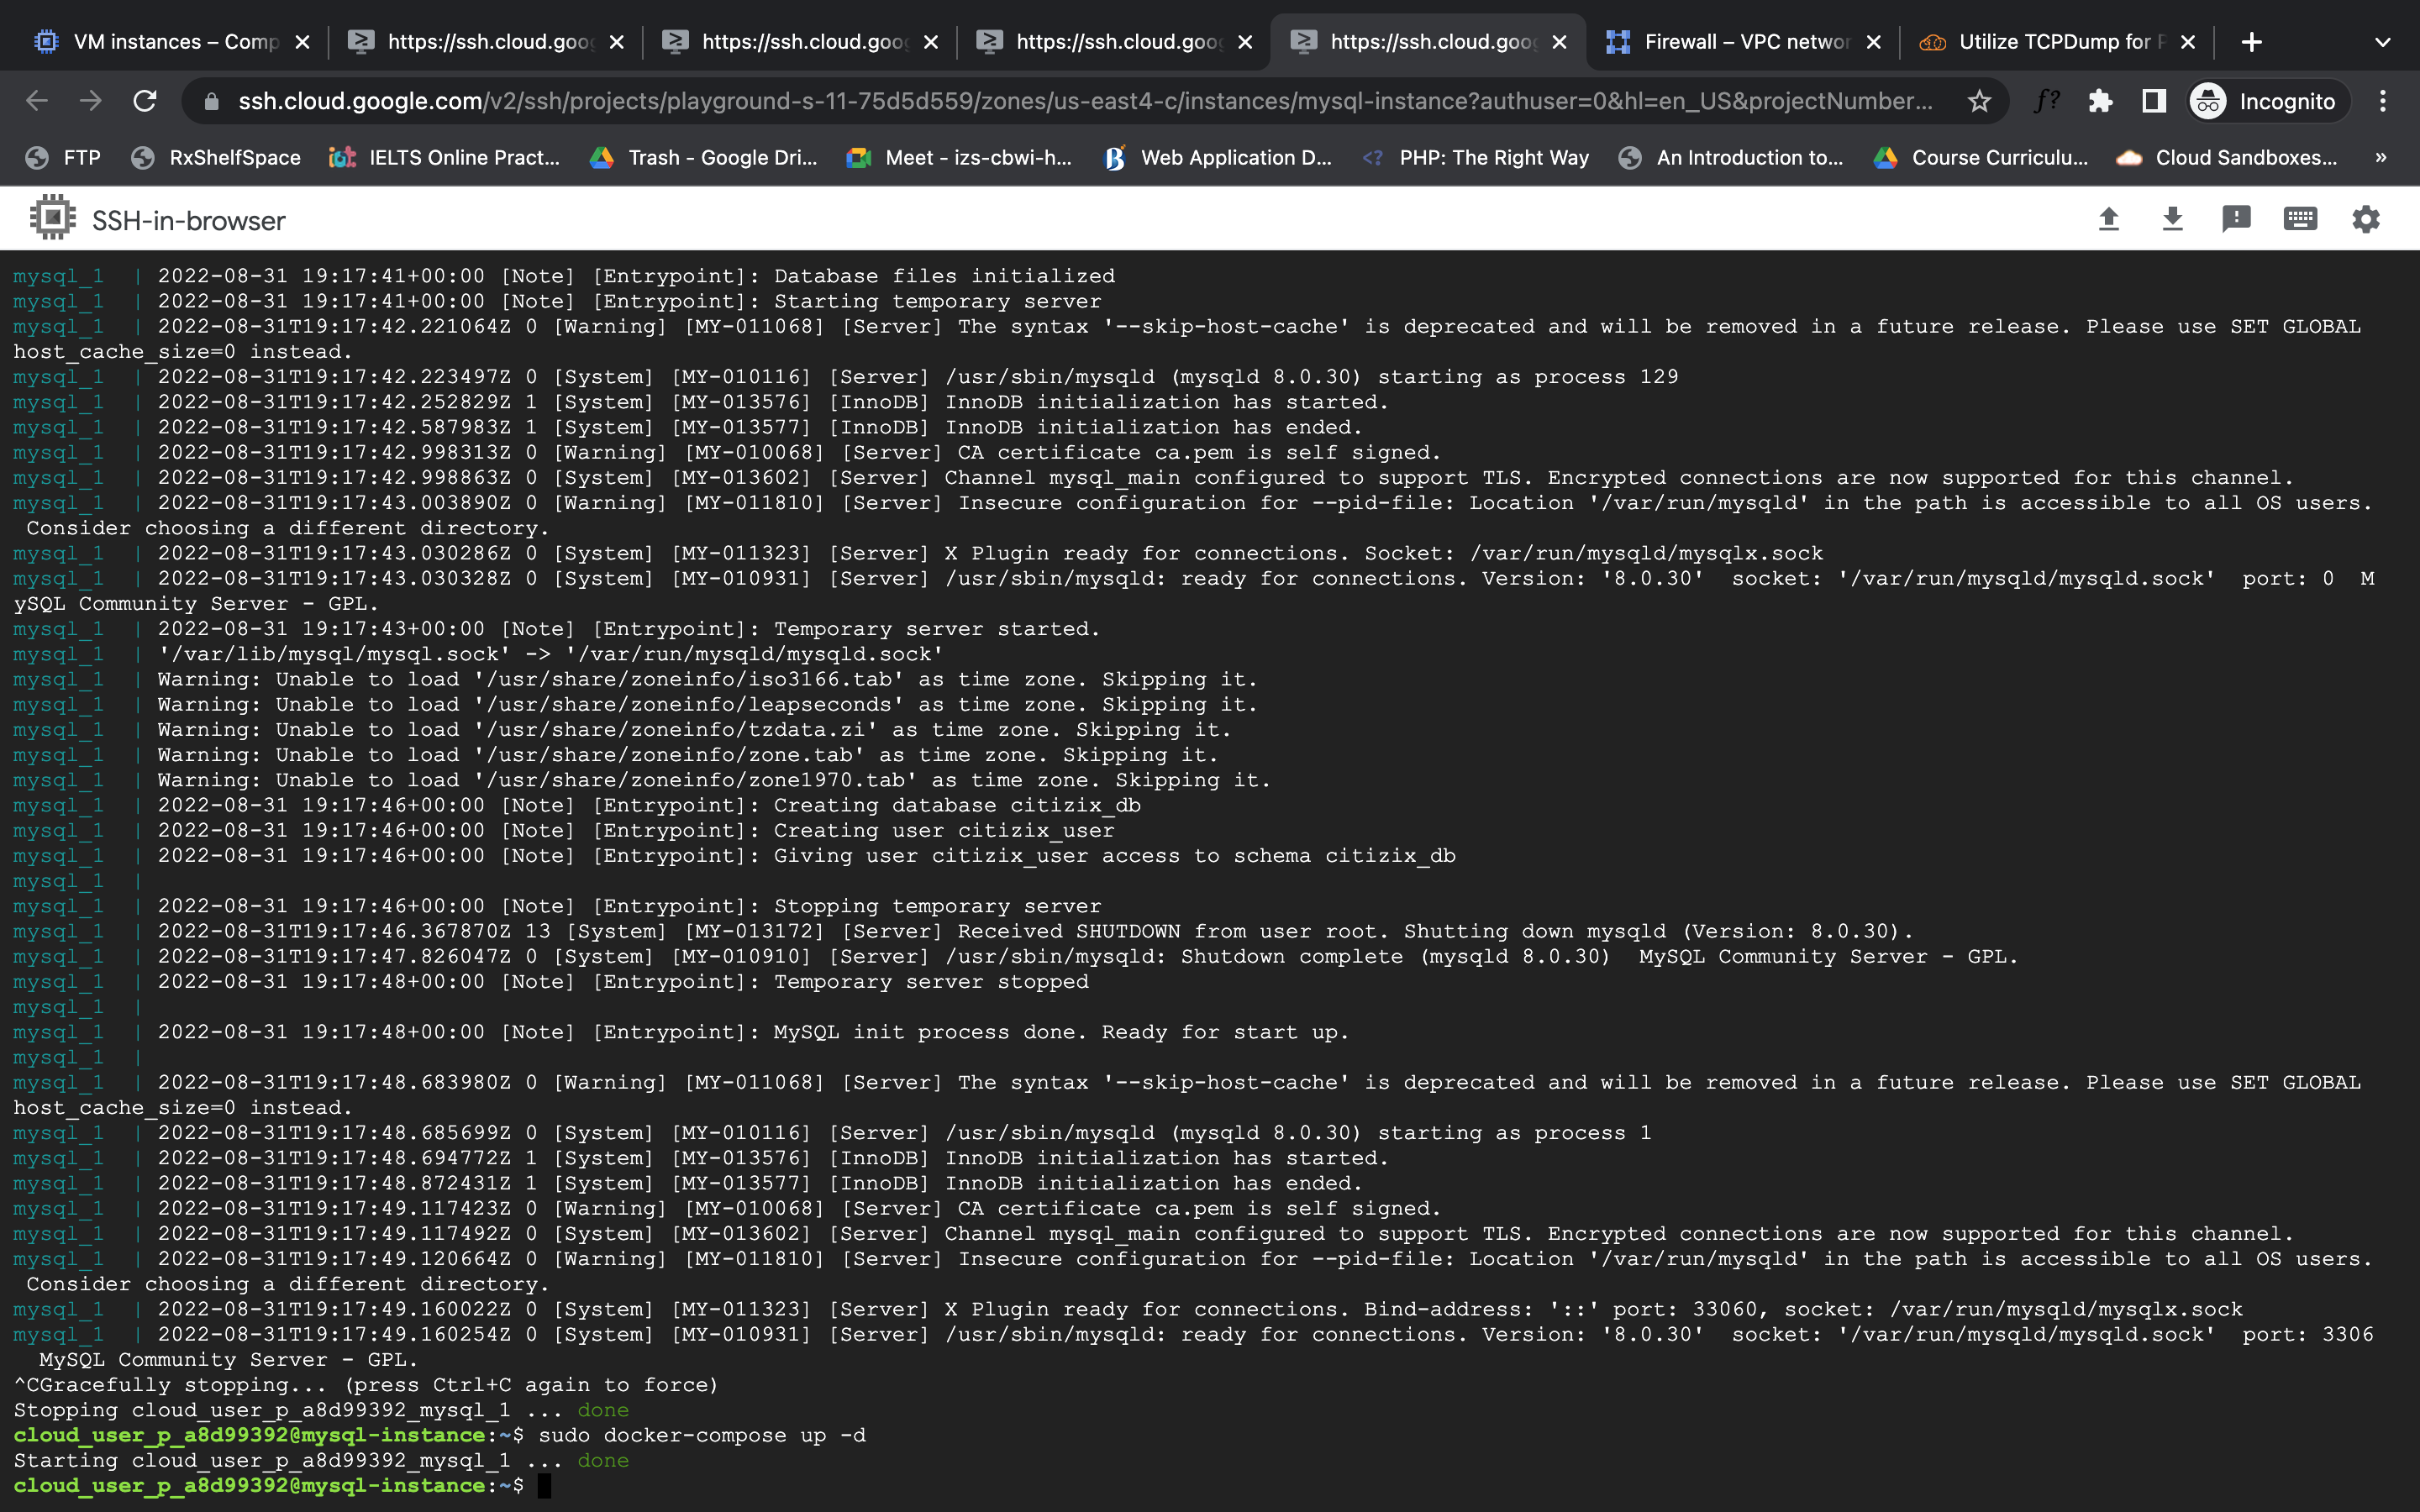 VM instances – Comp
https://ssh.cloud.goog
https://ssh.cloud.goog
https://ssh.cloud.goog
https://ssh.cloud.goog
Firewall – VPC networ
Utilize TCPDump for P
ssh.cloud.google.com/v2/ssh/projects/playground-s-11-75d5d559/zones/us-east4-c/instances/mysql-instance?authuser=0&hl=en_US&projectNumber...
f?
Incognito
FTP
RxShelfSpace
IELTS Online Pract...
Trash - Google Dri...
Meet - izs-cbwi-h...
Web Application D...
PHP: The Right Way
An Introduction to...
Course Curriculu...
Cloud Sandboxes...
»
SSH-in-browser
mysql_1  | 2022-08-31 19:17:41+00:00 [Note] [Entrypoint]: Database files initialized
mysql_1  | 2022-08-31 19:17:41+00:00 [Note] [Entrypoint]: Starting temporary server
mysql_1  | 2022-08-31T19:17:42.221064Z 0 [Warning] [MY-011068] [Server] The syntax '--skip-host-cache' is deprecated and will be removed in a future release. Please use SET GLOBAL
host_cache_size=0 instead.
mysql_1  | 2022-08-31T19:17:42.223497Z 0 [System] [MY-010116] [Server] /usr/sbin/mysqld (mysqld 8.0.30) starting as process 129
mysql_1  | 2022-08-31T19:17:42.252829Z 1 [System] [MY-013576] [InnoDB] InnoDB initialization has started.
mysql_1  | 2022-08-31T19:17:42.587983Z 1 [System] [MY-013577] [InnoDB] InnoDB initialization has ended.
mysql_1  | 2022-08-31T19:17:42.998313Z 0 [Warning] [MY-010068] [Server] CA certificate ca.pem is self signed.
mysql_1  | 2022-08-31T19:17:42.998863Z 0 [System] [MY-013602] [Server] Channel mysql_main configured to support TLS. Encrypted connections are now supported for this channel.
mysql_1  | 2022-08-31T19:17:43.003890Z 0 [Warning] [MY-011810] [Server] Insecure configuration for --pid-file: Location '/var/run/mysqld' in the path is accessible to all OS users.
 Consider choosing a different directory.
mysql_1  | 2022-08-31T19:17:43.030286Z 0 [System] [MY-011323] [Server] X Plugin ready for connections. Socket: /var/run/mysqld/mysqlx.sock
mysql_1  | 2022-08-31T19:17:43.030328Z 0 [System] [MY-010931] [Server] /usr/sbin/mysqld: ready for connections. Version: '8.0.30'  socket: '/var/run/mysqld/mysqld.sock'  port: 0  M
ySQL Community Server - GPL.
mysql_1  | 2022-08-31 19:17:43+00:00 [Note] [Entrypoint]: Temporary server started.
mysql_1  | '/var/lib/mysql/mysql.sock' -> '/var/run/mysqld/mysqld.sock'
mysql_1  | Warning: Unable to load '/usr/share/zoneinfo/iso3166.tab' as time zone. Skipping it.
mysql_1  | Warning: Unable to load '/usr/share/zoneinfo/leapseconds' as time zone. Skipping it.
mysql_1  | Warning: Unable to load '/usr/share/zoneinfo/tzdata.zi' as time zone. Skipping it.
mysql_1  | Warning: Unable to load '/usr/share/zoneinfo/zone.tab' as time zone. Skipping it.
mysql_1  | Warning: Unable to load '/usr/share/zoneinfo/zone1970.tab' as time zone. Skipping it.
mysql_1  | 2022-08-31 19:17:46+00:00 [Note] [Entrypoint]: Creating database citizix_db
mysql_1  | 2022-08-31 19:17:46+00:00 [Note] [Entrypoint]: Creating user citizix_user
mysql_1  | 2022-08-31 19:17:46+00:00 [Note] [Entrypoint]: Giving user citizix_user access to schema citizix_db
mysql_1  |
mysql_1  | 2022-08-31 19:17:46+00:00 [Note] [Entrypoint]: Stopping temporary server
mysql_1  | 2022-08-31T19:17:46.367870Z 13 [System] [MY-013172] [Server] Received SHUTDOWN from user root. Shutting down mysqld (Version: 8.0.30).
mysql_1  | 2022-08-31T19:17:47.826047Z 0 [System] [MY-010910] [Server] /usr/sbin/mysqld: Shutdown complete (mysqld 8.0.30)  MySQL Community Server - GPL.
mysql_1  | 2022-08-31 19:17:48+00:00 [Note] [Entrypoint]: Temporary server stopped
mysql_1  |
mysql_1  | 2022-08-31 19:17:48+00:00 [Note] [Entrypoint]: MySQL init process done. Ready for start up.
mysql_1  |
mysql_1  | 2022-08-31T19:17:48.683980Z 0 [Warning] [MY-011068] [Server] The syntax '--skip-host-cache' is deprecated and will be removed in a future release. Please use SET GLOBAL
host_cache_size=0 instead.
mysql_1  | 2022-08-31T19:17:48.685699Z 0 [System] [MY-010116] [Server] /usr/sbin/mysqld (mysqld 8.0.30) starting as process 1
mysql_1  | 2022-08-31T19:17:48.694772Z 1 [System] [MY-013576] [InnoDB] InnoDB initialization has started.
mysql_1  | 2022-08-31T19:17:48.872431Z 1 [System] [MY-013577] [InnoDB] InnoDB initialization has ended.
mysql_1  | 2022-08-31T19:17:49.117423Z 0 [Warning] [MY-010068] [Server] CA certificate ca.pem is self signed.
mysql_1  | 2022-08-31T19:17:49.117492Z 0 [System] [MY-013602] [Server] Channel mysql_main configured to support TLS. Encrypted connections are now supported for this channel.
mysql_1  | 2022-08-31T19:17:49.120664Z 0 [Warning] [MY-011810] [Server] Insecure configuration for --pid-file: Location '/var/run/mysqld' in the path is accessible to all OS users.
 Consider choosing a different directory.
mysql_1  | 2022-08-31T19:17:49.160022Z 0 [System] [MY-011323] [Server] X Plugin ready for connections. Bind-address: '::' port: 33060, socket: /var/run/mysqld/mysqlx.sock
mysql_1  | 2022-08-31T19:17:49.160254Z 0 [System] [MY-010931] [Server] /usr/sbin/mysqld: ready for connections. Version: '8.0.30'  socket: '/var/run/mysqld/mysqld.sock'  port: 3306
  MySQL Community Server - GPL.
^CGracefully stopping... (press Ctrl+C again to force)
Stopping cloud_user_p_a8d99392_mysql_1 ... done
cloud_user_p_a8d99392@mysql-instance:~$ sudo docker-compose up -d
Starting cloud_user_p_a8d99392_mysql_1 ... done
cloud_user_p_a8d99392@mysql-instance:~$